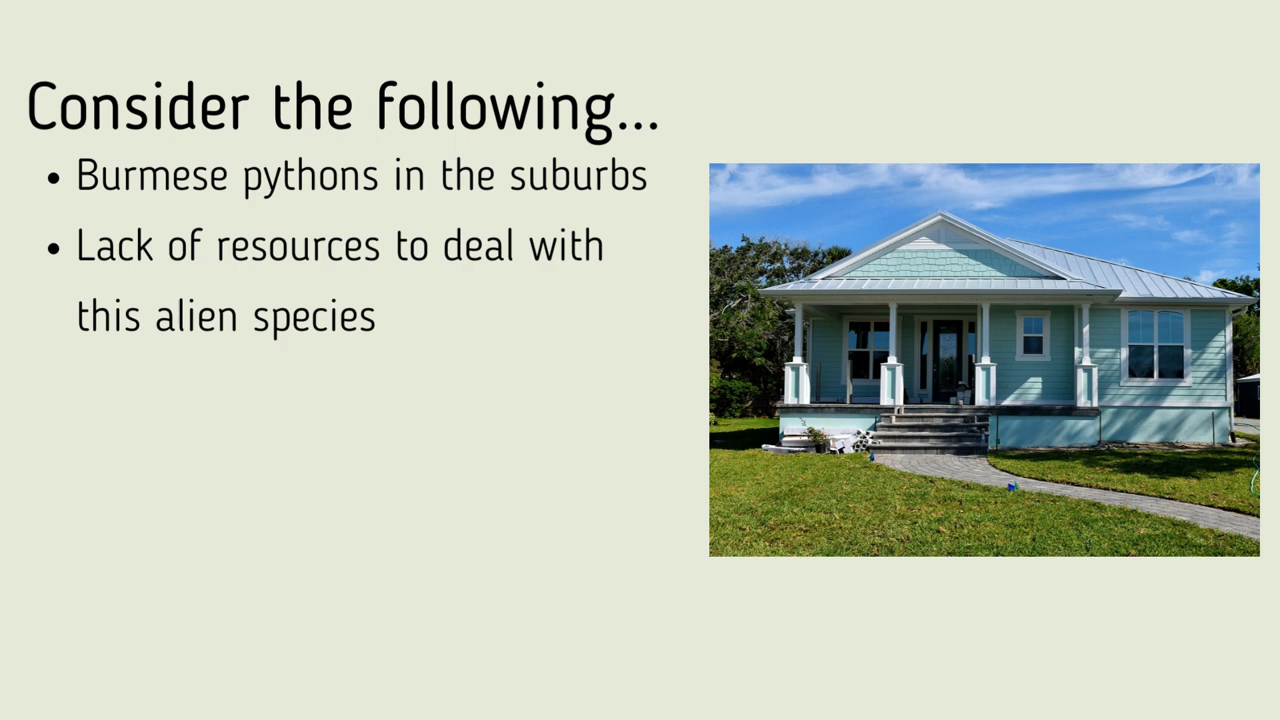 Consider the following...
• Burmese pythons in the suburbs
• Lack of resources to deal with
this alien species